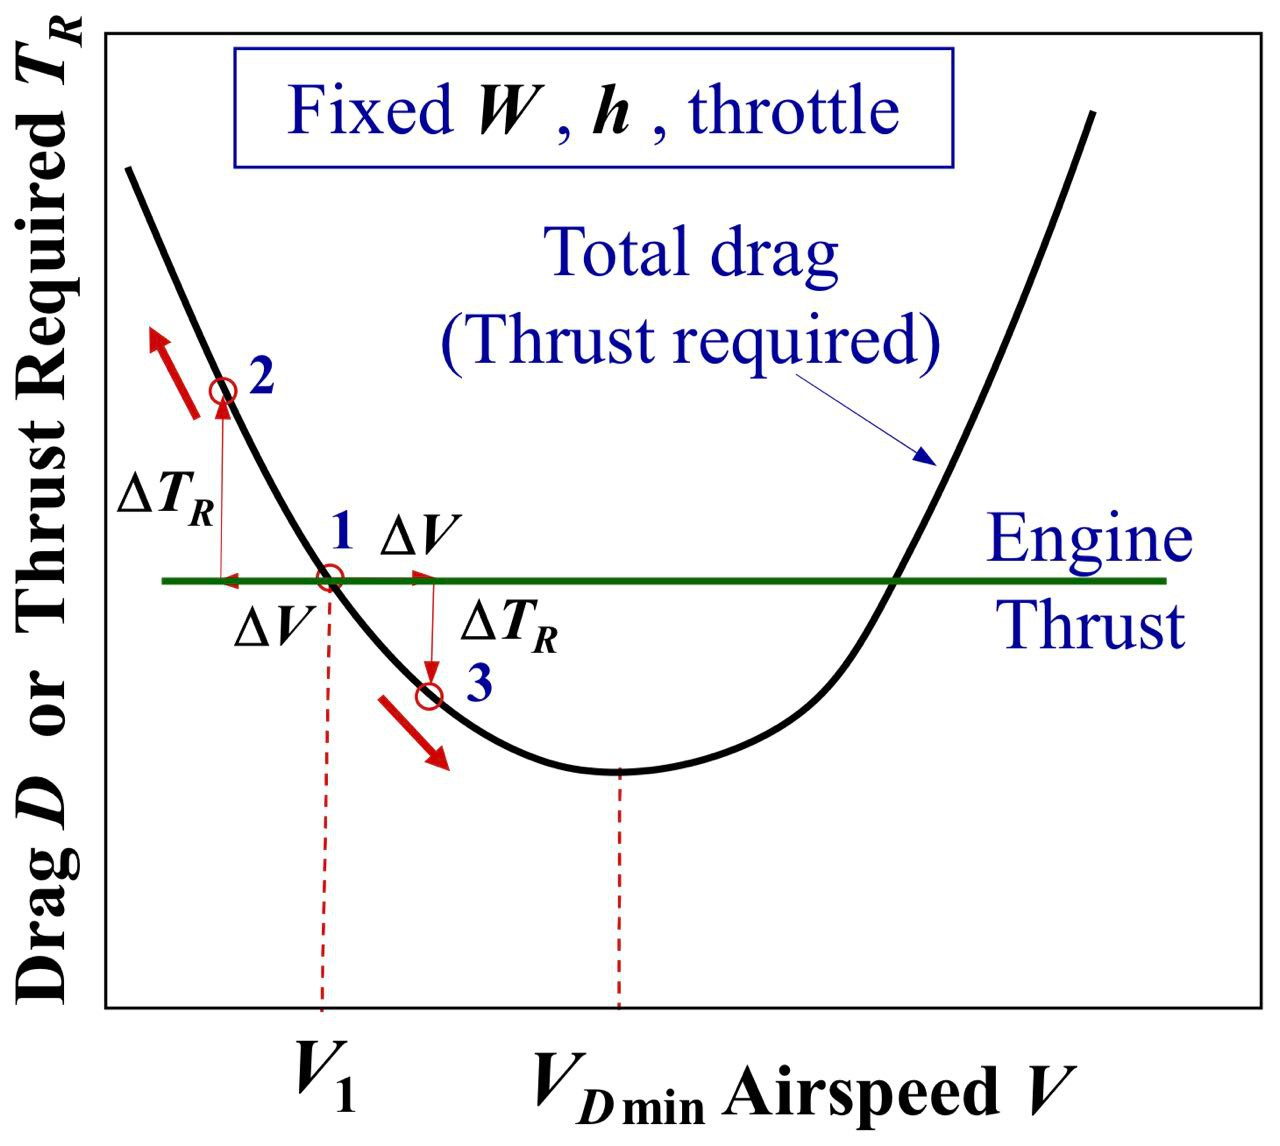 Drag D or Thrust Required T_R
Fixed W , h , throttle
Total drag
(Thrust required)
2
ΔT_R
1
ΔV
Engine
Thrust
ΔV
ΔT_R
3
V_1
V_D min
Airspeed V